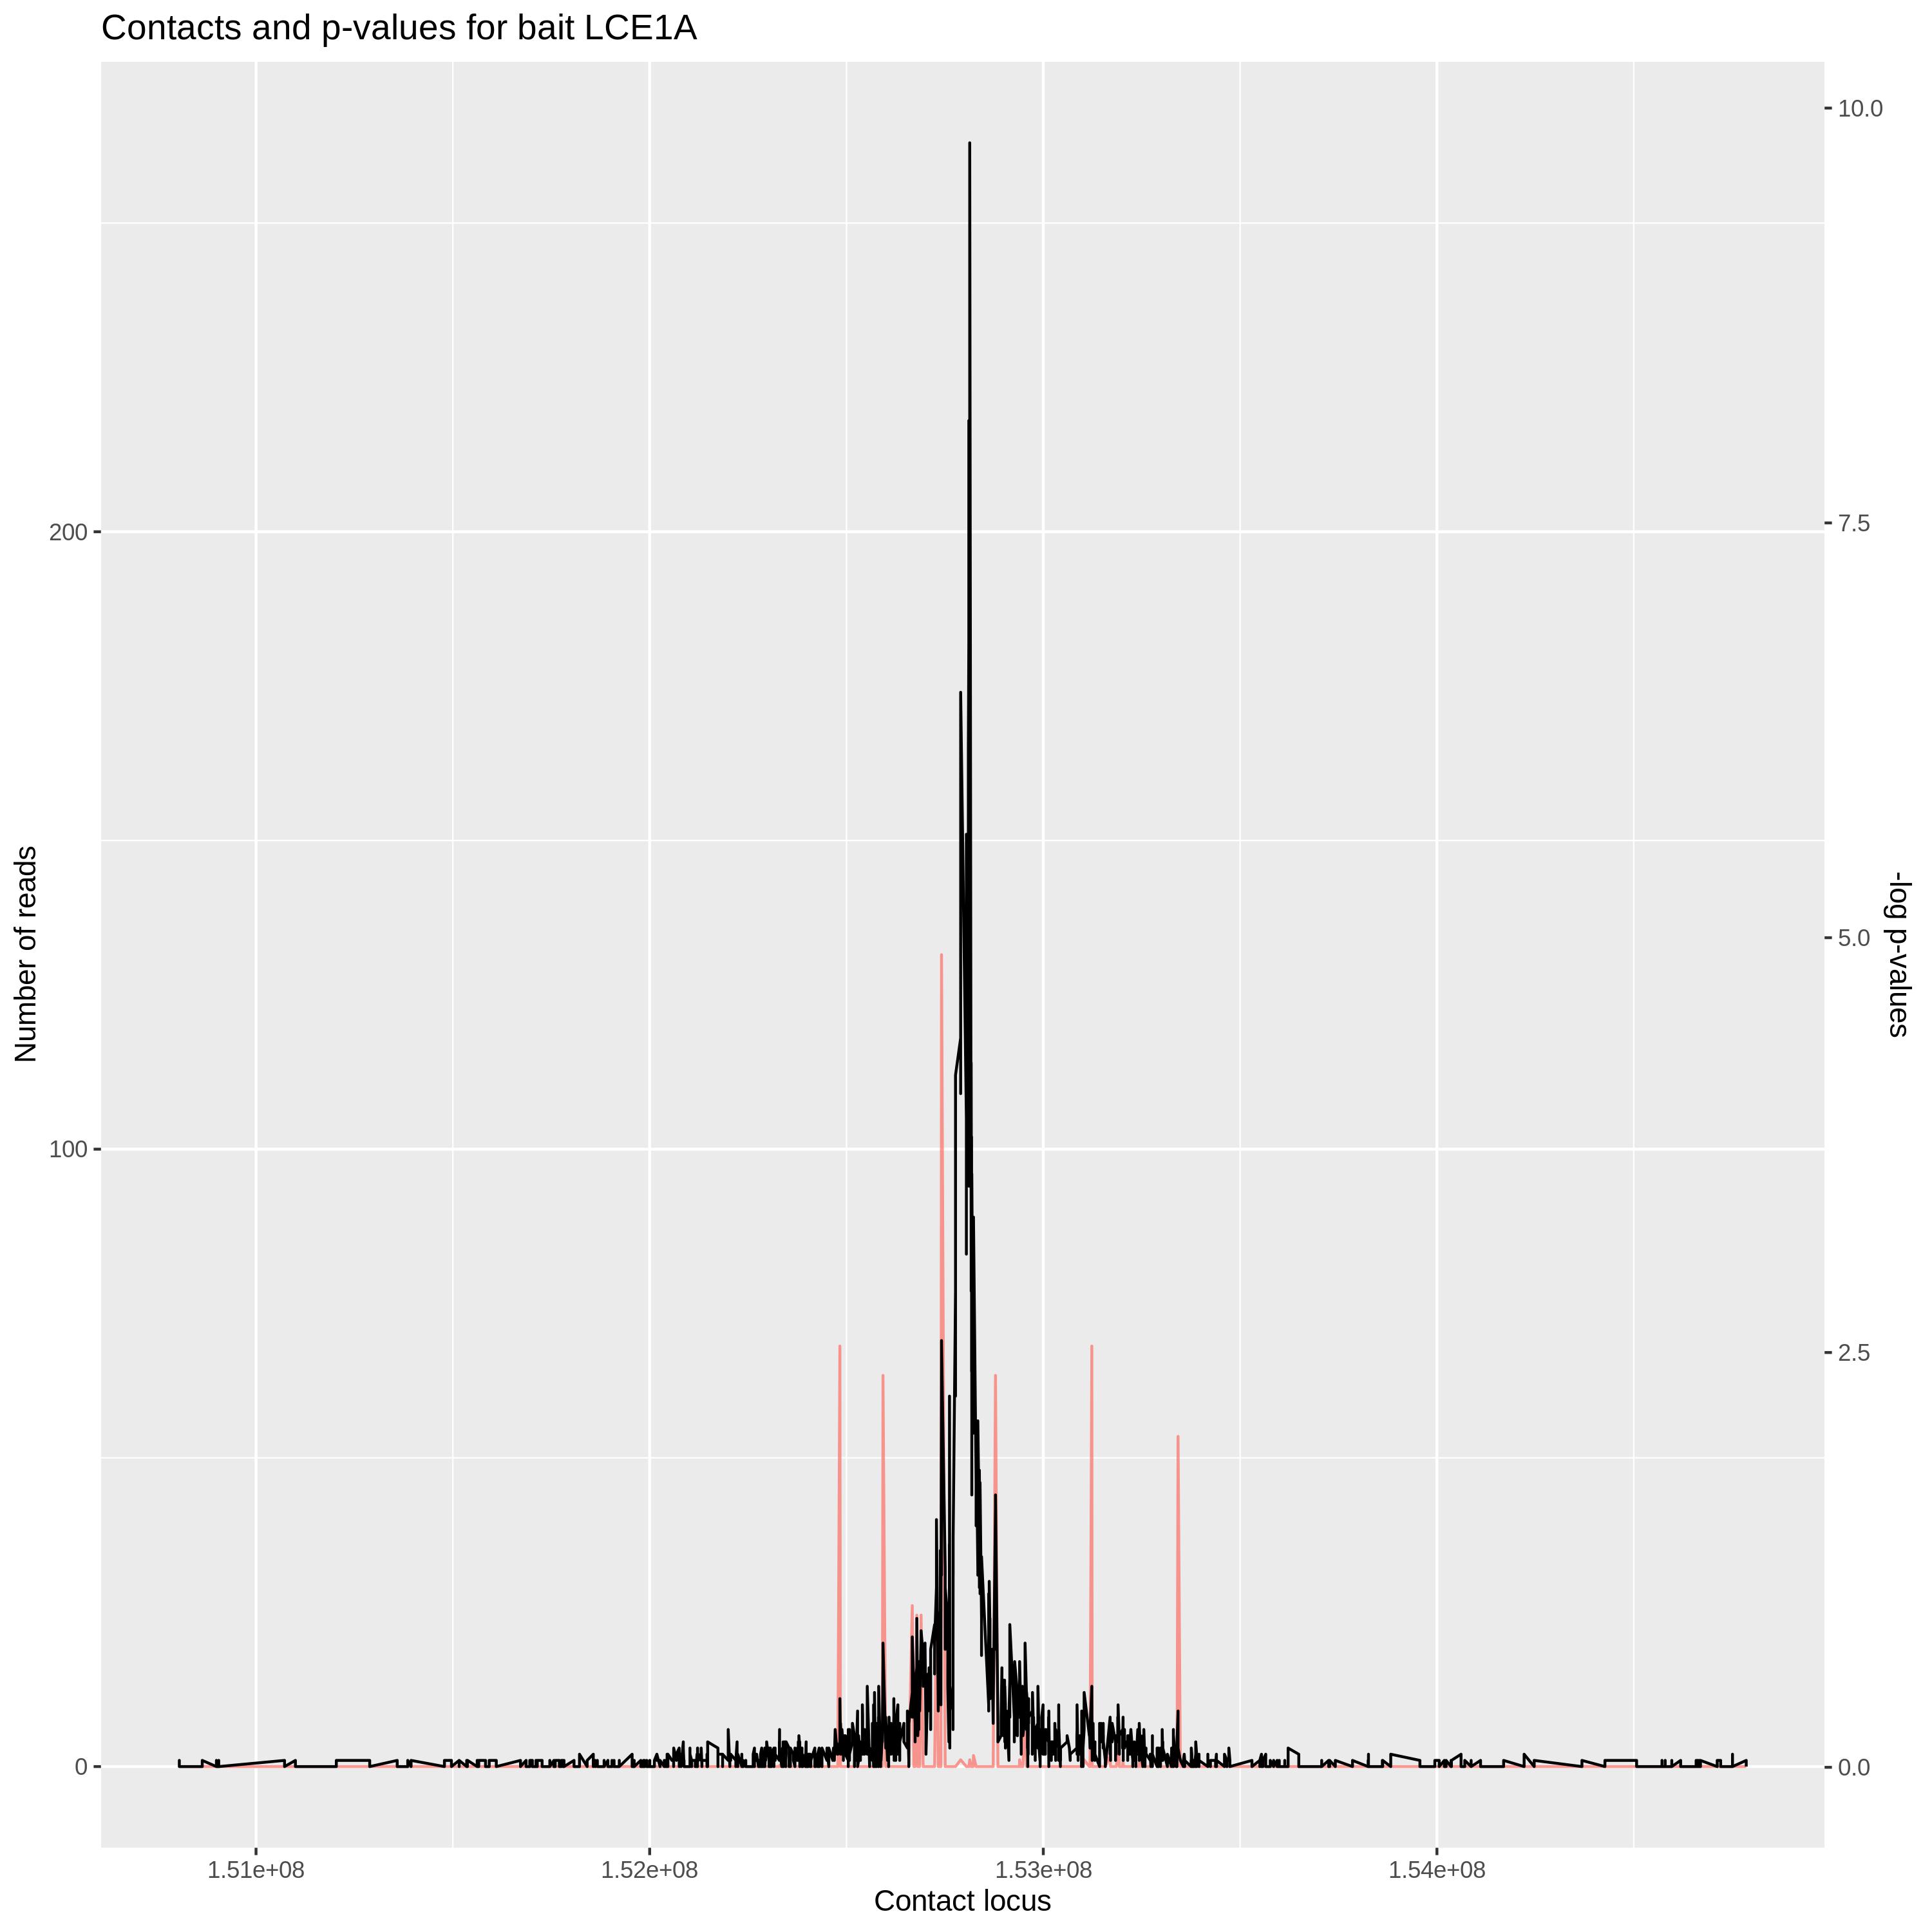 Contacts and p-values for bait LCE1A
Number of reads
200
100
0
10.0
7.5
5.0
2.5
0.0
-log p-values
1.51e+08 1.52e+08 1.53e+08 1.54e+08
Contact locus